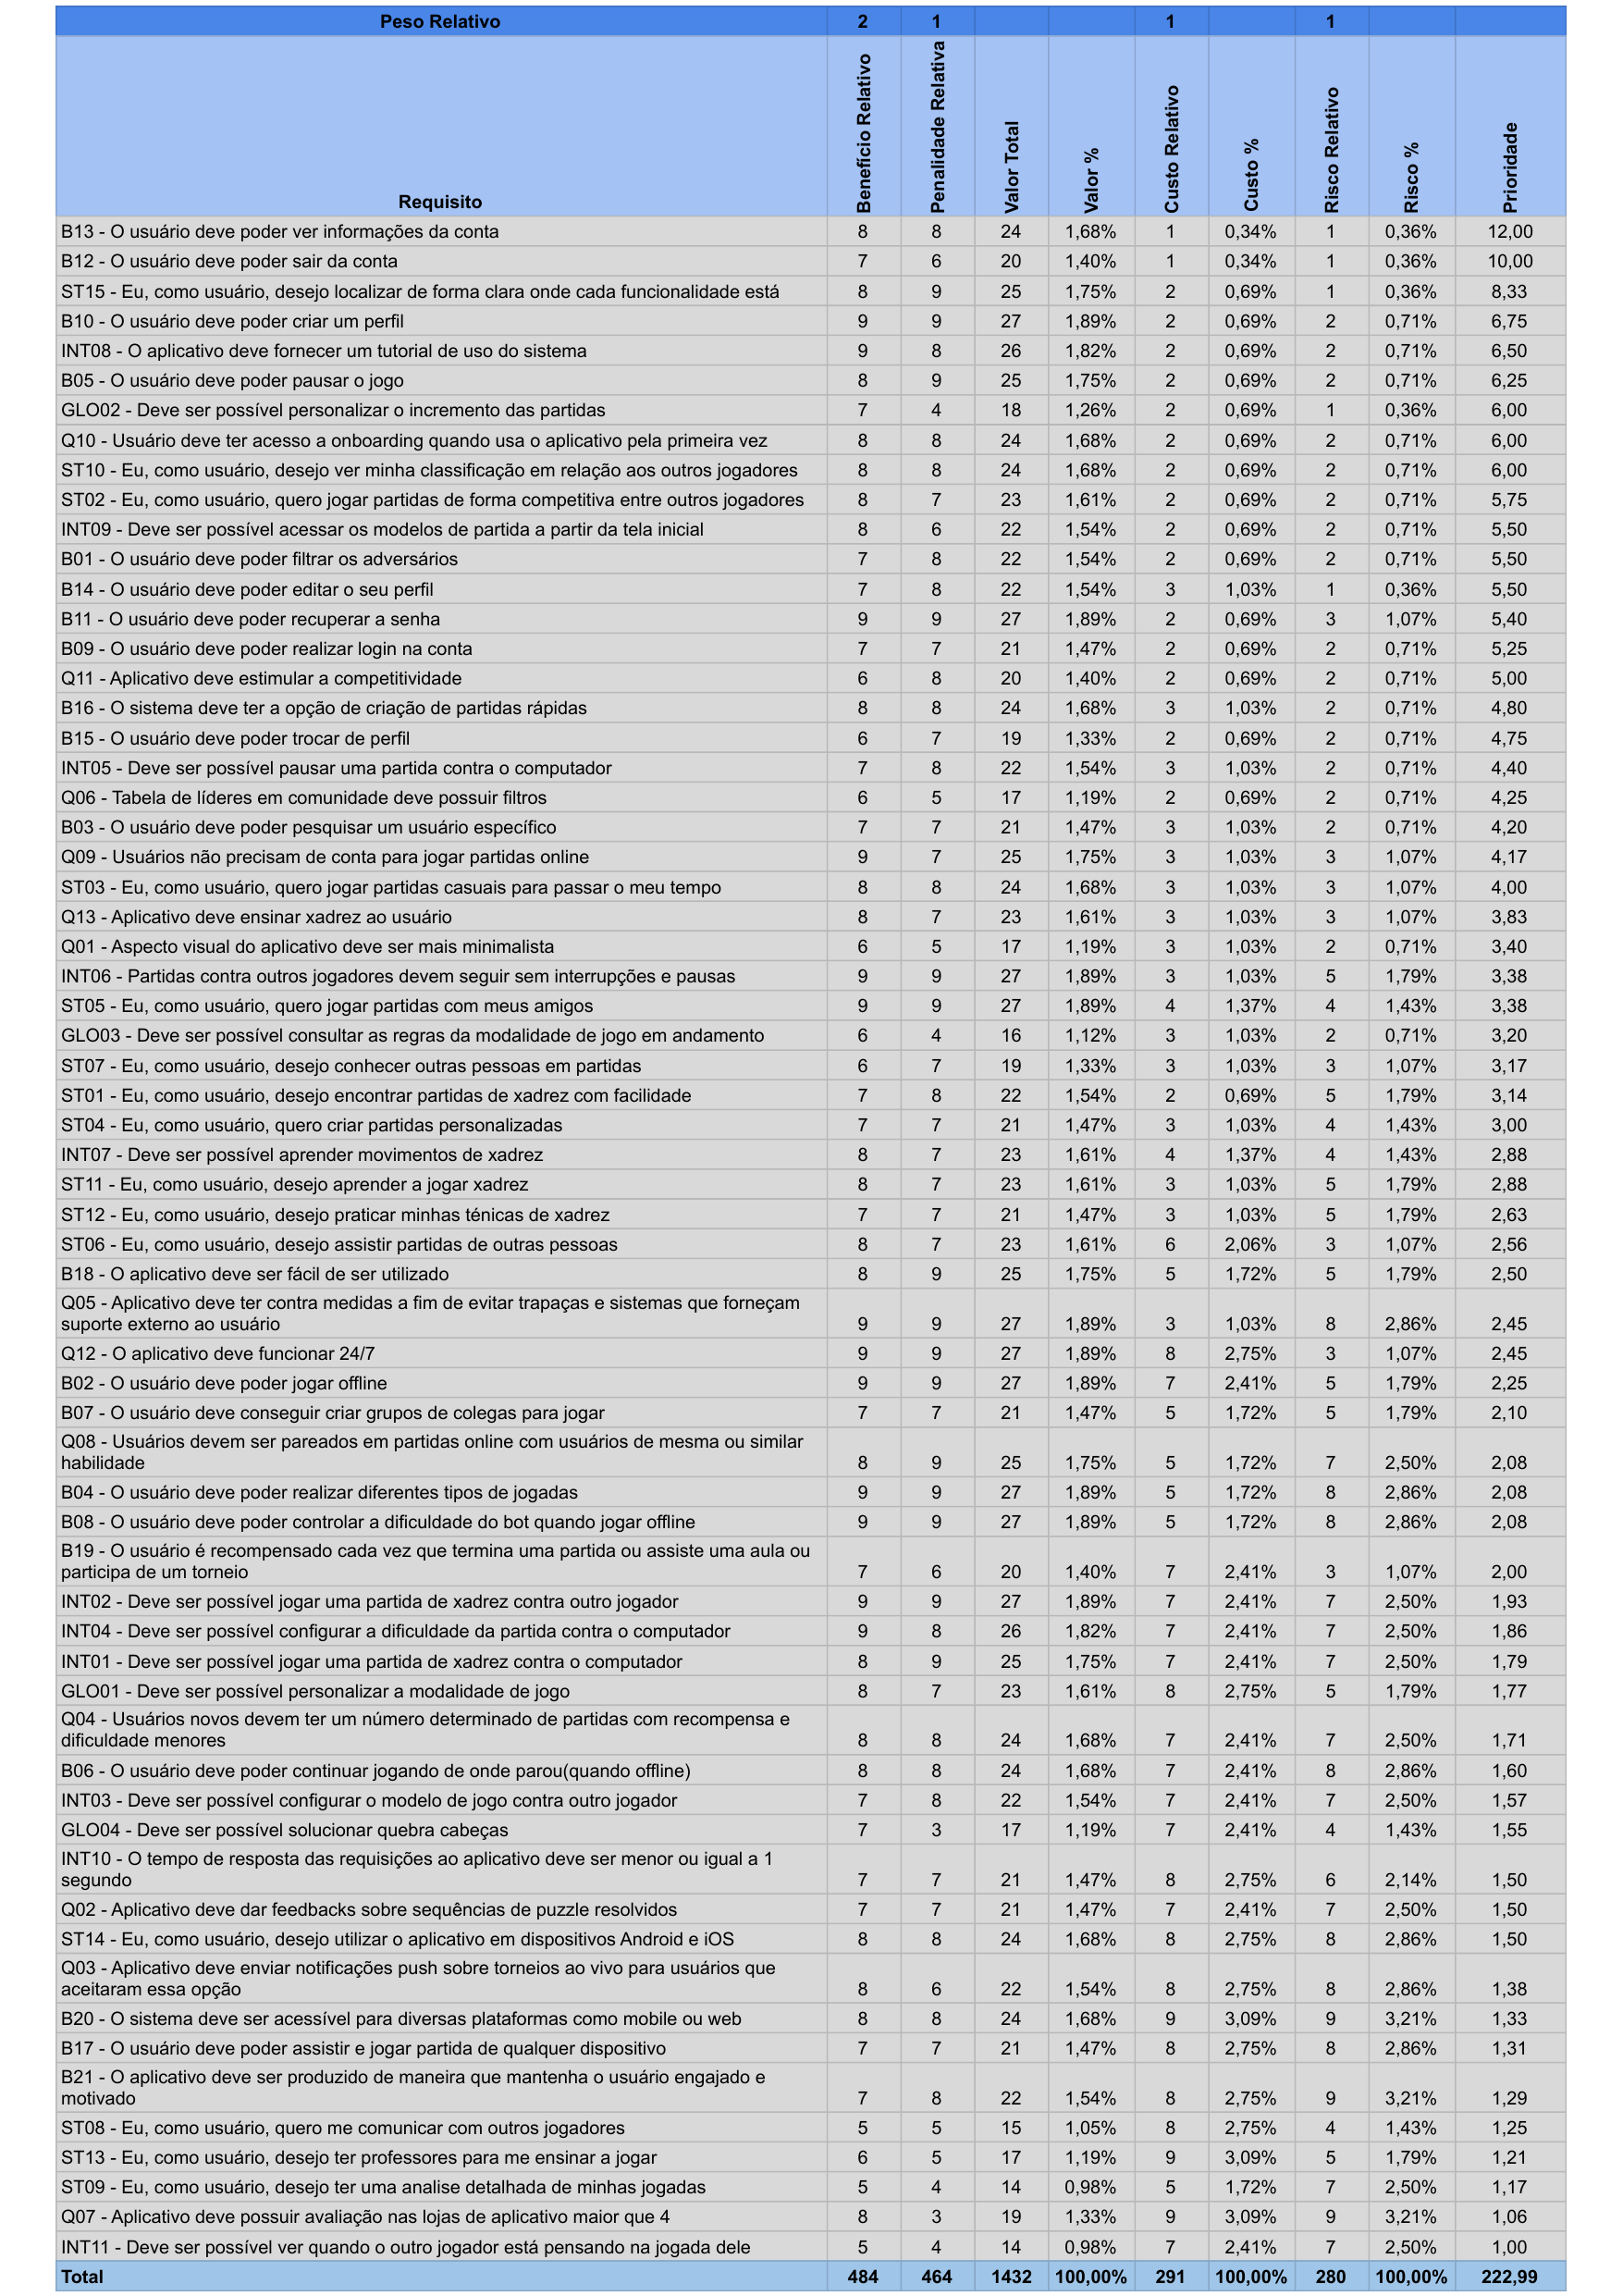 Peso Relativo 2 1 1 1
Requisito Benefício Relativo Penalidade Relativa Valor Total Valor % Custo Relativo Custo % Risco Relativo Risco % Prioridade
B13 - O usuário deve poder ver informações da conta 8 8 24 1,68% 1 0,34% 1 0,36% 12,00
B12 - O usuário deve poder sair da conta 7 6 20 1,40% 1 0,34% 1 0,36% 10,00
ST15 - Eu, como usuário, desejo localizar de forma clara onde cada funcionalidade está 8 9 25 1,75% 2 0,69% 1 0,36% 8,33
B10 - O usuário deve poder criar um perfil 9 9 27 1,89% 2 0,69% 2 0,71% 6,75
INT08 - O aplicativo deve fornecer um tutorial de uso do sistema 9 8 26 1,82% 2 0,69% 2 0,71% 6,50
B05 - O usuário deve poder pausar o jogo 8 9 25 1,75% 2 0,69% 2 0,71% 6,25
GLO02 - Deve ser possível personalizar o incremento das partidas 7 4 18 1,26% 2 0,69% 1 0,36% 6,00
Q10 - Usuário deve ter acesso a onboarding quando usa o aplicativo pela primeira vez 8 8 24 1,68% 2 0,69% 2 0,71% 6,00
ST10 - Eu, como usuário, desejo ver minha classificação em relação aos outros jogadores 8 8 24 1,68% 2 0,69% 2 0,71% 6,00
ST02 - Eu, como usuário, quero jogar partidas de forma competitiva entre outros jogadores 8 7 23 1,61% 2 0,69% 2 0,71% 5,75
INT09 - Deve ser possível acessar os modelos de partida a partir da tela inicial 8 6 22 1,54% 2 0,69% 2 0,71% 5,50
B01 - O usuário deve poder filtrar os adversários 7 8 22 1,54% 2 0,69% 2 0,71% 5,50
B14 - O usuário deve poder editar o seu perfil 7 8 22 1,54% 3 1,03% 1 0,36% 5,50
B11 - O usuário deve poder recuperar a senha 9 9 27 1,89% 2 0,69% 3 1,07% 5,40
B09 - O usuário deve poder realizar login na conta 7 7 21 1,47% 2 0,69% 2 0,71% 5,25
Q11 - Aplicativo deve estimular a competitividade 6 8 20 1,40% 2 0,69% 2 0,71% 5,00
B16 - O sistema deve ter a opção de criação de partidas rápidas 8 8 24 1,68% 3 1,03% 2 0,71% 4,80
B15 - O usuário deve poder trocar de perfil 6 7 19 1,33% 2 0,69% 2 0,71% 4,75
INT05 - Deve ser possível pausar uma partida contra o computador 7 8 22 1,54% 3 1,03% 2 0,71% 4,40
Q06 - Tabela de líderes em comunidade deve possuir filtros 6 5 17 1,19% 2 0,69% 2 0,71% 4,25
B03 - O usuário deve poder pesquisar um usuário específico 7 7 21 1,47% 3 1,03% 2 0,71% 4,20
Q09 - Usuários não precisam de conta para jogar partidas online 9 7 25 1,75% 3 1,03% 3 1,07% 4,17
ST03 - Eu, como usuário, quero jogar partidas casuais para passar o meu tempo 8 8 24 1,68% 3 1,03% 3 1,07% 4,00
Q13 - Aplicativo deve ensinar xadrez ao usuário 8 7 23 1,61% 3 1,03% 3 1,07% 3,83
Q01 - Aspecto visual do aplicativo deve ser mais minimalista 6 5 17 1,19% 3 1,03% 2 0,71% 3,40
INT06 - Partidas contra outros jogadores devem seguir sem interrupções e pausas 9 9 27 1,89% 3 1,03% 5 1,79% 3,38
ST05 - Eu, como usuário, quero jogar partidas com meus amigos 9 9 27 1,89% 4 1,37% 4 1,43% 3,38
GLO03 - Deve ser possível consultar as regras da modalidade de jogo em andamento 6 4 16 1,12% 3 1,03% 2 0,71% 3,20
ST07 - Eu, como usuário, desejo conhecer outras pessoas em partidas 6 7 19 1,33% 3 1,03% 3 1,07% 3,17
ST01 - Eu, como usuário, desejo encontrar partidas de xadrez com facilidade 7 8 22 1,54% 2 0,69% 5 1,79% 3,14
ST04 - Eu, como usuário, quero criar partidas personalizadas 7 7 21 1,47% 3 1,03% 4 1,43% 3,00
INT07 - Deve ser possível aprender movimentos de xadrez 8 7 23 1,61% 4 1,37% 4 1,43% 2,88
ST11 - Eu, como usuário, desejo aprender a jogar xadrez 8 7 23 1,61% 3 1,03% 5 1,79% 2,88
ST12 - Eu, como usuário, desejo praticar minhas ténicas de xadrez 7 7 21 1,47% 3 1,03% 5 1,79% 2,63
ST06 - Eu, como usuário, desejo assistir partidas de outras pessoas 8 7 23 1,61% 6 2,06% 3 1,07% 2,56
B18 - O aplicativo deve ser fácil de ser utilizado 8 9 25 1,75% 5 1,72% 5 1,79% 2,50
Q05 - Aplicativo deve ter contra medidas a fim de evitar trapaças e sistemas que forneçam
suporte externo ao usuário 9 9 27 1,89% 3 1,03% 8 2,86% 2,45
Q12 - O aplicativo deve funcionar 24/7 9 9 27 1,89% 8 2,75% 3 1,07% 2,45
B02 - O usuário deve poder jogar offline 9 9 27 1,89% 7 2,41% 5 1,79% 2,25
B07 - O usuário deve conseguir criar grupos de colegas para jogar 7 7 21 1,47% 5 1,72% 5 1,79% 2,10
Q08 - Usuários devem ser pareados em partidas online com usuários de mesma ou similar
habilidade 8 9 25 1,75% 5 1,72% 7 2,50% 2,08
B04 - O usuário deve poder realizar diferentes tipos de jogadas 9 9 27 1,89% 5 1,72% 8 2,86% 2,08
B08 - O usuário deve poder controlar a dificuldade do bot quando jogar offline 9 9 27 1,89% 5 1,72% 8 2,86% 2,08
B19 - O usuário é recompensado cada vez que termina uma partida ou assiste uma aula ou
participa de um torneio 7 6 20 1,40% 7 2,41% 3 1,07% 2,00
INT02 - Deve ser possível jogar uma partida de xadrez contra outro jogador 9 9 27 1,89% 7 2,41% 7 2,50% 1,93
INT04 - Deve ser possível configurar a dificuldade da partida contra o computador 9 8 26 1,82% 7 2,41% 7 2,50% 1,86
INT01 - Deve ser possível jogar uma partida de xadrez contra o computador 8 9 25 1,75% 7 2,41% 7 2,50% 1,79
GLO01 - Deve ser possível personalizar a modalidade de jogo 8 7 23 1,61% 8 2,75% 5 1,79% 1,77
Q04 - Usuários novos devem ter um número determinado de partidas com recompensa e
dificuldade menores 8 8 24 1,68% 7 2,41% 7 2,50% 1,71
B06 - O usuário deve poder continuar jogando de onde parou(quando offline) 8 8 24 1,68% 7 2,41% 8 2,86% 1,60
INT03 - Deve ser possível configurar o modelo de jogo contra outro jogador 7 8 22 1,54% 7 2,41% 7 2,50% 1,57
GLO04 - Deve ser possível solucionar quebra cabeças 7 3 17 1,19% 7 2,41% 4 1,43% 1,55
INT10 - O tempo de resposta das requisições ao aplicativo deve ser menor ou igual a 1
segundo 7 7 21 1,47% 8 2,75% 6 2,14% 1,50
Q02 - Aplicativo deve dar feedbacks sobre sequências de puzzle resolvidos 7 7 21 1,47% 7 2,41% 7 2,50% 1,50
ST14 - Eu, como usuário, desejo utilizar o aplicativo em dispositivos Android e iOS 8 8 24 1,68% 8 2,75% 8 2,86% 1,50
Q03 - Aplicativo deve enviar notificações push sobre torneios ao vivo para usuários que
aceitaram essa opção 8 6 22 1,54% 8 2,75% 8 2,86% 1,38
B20 - O sistema deve ser acessível para diversas plataformas como mobile ou web 8 8 24 1,68% 9 3,09% 9 3,21% 1,33
B17 - O usuário deve poder assistir e jogar partida de qualquer dispositivo 7 7 21 1,47% 8 2,75% 8 2,86% 1,31
B21 - O aplicativo deve ser produzido de maneira que mantenha o usuário engajado e
motivado 7 8 22 1,54% 8 2,75% 9 3,21% 1,29
ST08 - Eu, como usuário, quero me comunicar com outros jogadores 5 5 15 1,05% 8 2,75% 4 1,43% 1,25
ST13 - Eu, como usuário, desejo ter professores para me ensinar a jogar 6 5 17 1,19% 9 3,09% 5 1,79% 1,21
ST09 - Eu, como usuário, desejo ter uma analise detalhada de minhas jogadas 5 4 14 0,98% 5 1,72% 7 2,50% 1,17
Q07 - Aplicativo deve possuir avaliação nas lojas de aplicativo maior que 4 8 3 19 1,33% 9 3,09% 9 3,21% 1,06
INT11 - Deve ser possível ver quando o outro jogador está pensando na jogada dele 5 4 14 0,98% 7 2,41% 7 2,50% 1,00
Total 484 464 1432 100,00% 291 100,00% 280 100,00% 222,99